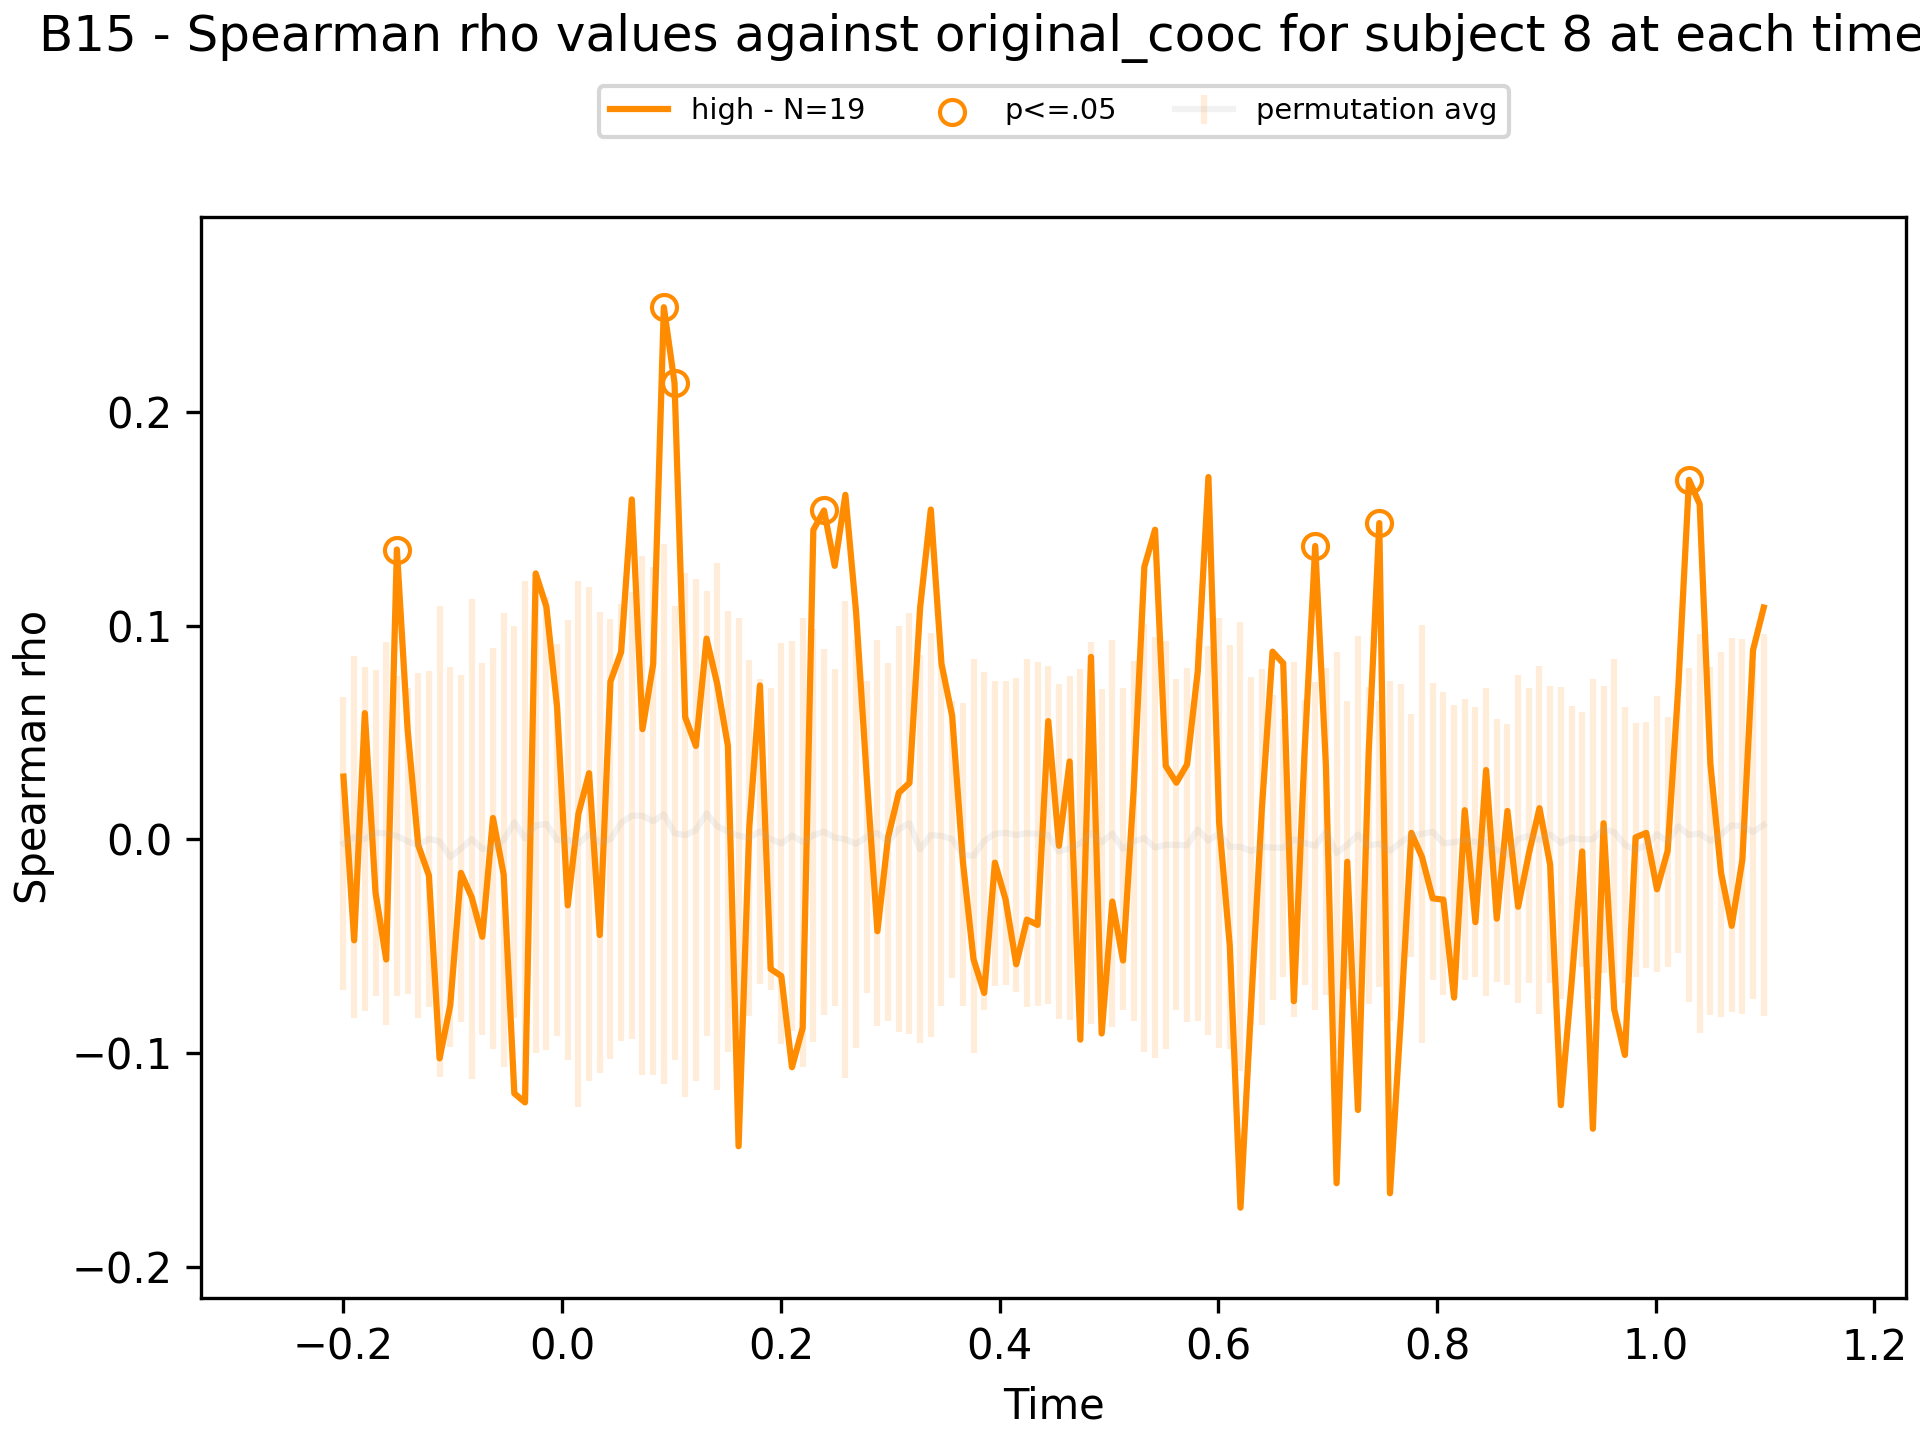 B15 - Spearman rho values against original_cooc for subject 8 at each time
high - N=19 p<=.05 permutation avg
Spearman rho
0.2
0.1
0.0
−0.1
−0.2
−0.2 0.0 0.2 0.4 0.6 0.8 1.0 1.2
Time